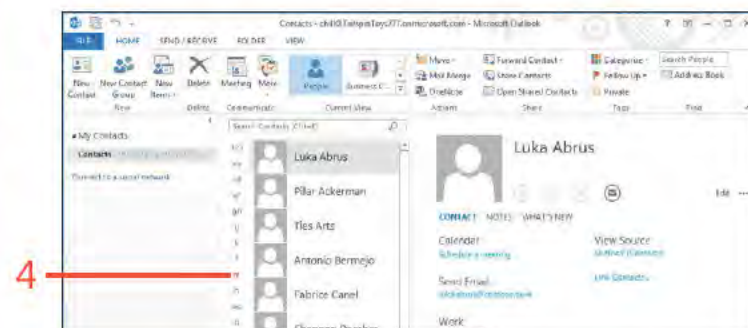 Contacts - - Microsoft Outlook
FILE HOME SEND / RECEIVE FOLDER VIEW
New Contact
New Contact Group
New Items
Delete
Meeting
More
People
Business C...
Move
Mail Merge
OneNote
Forward Contact
Share Contacts
Open Shared Contacts
Categorize
Follow Up
Private
Search People
Address Book
New Delete Communicate Current View Actions Share Tags Find
My Contacts
Contacts
Connect to a social network
Luka Abrus
Pilar Ackerman
Ties Arts
Antonio Bermejo
Fabrice Canel
Luka Abrus
Edit ...
CONTACT NOTES WHAT'S NEW
Calendar
Schedule a meeting
View Source
Link Contacts
Send Email
Work
4